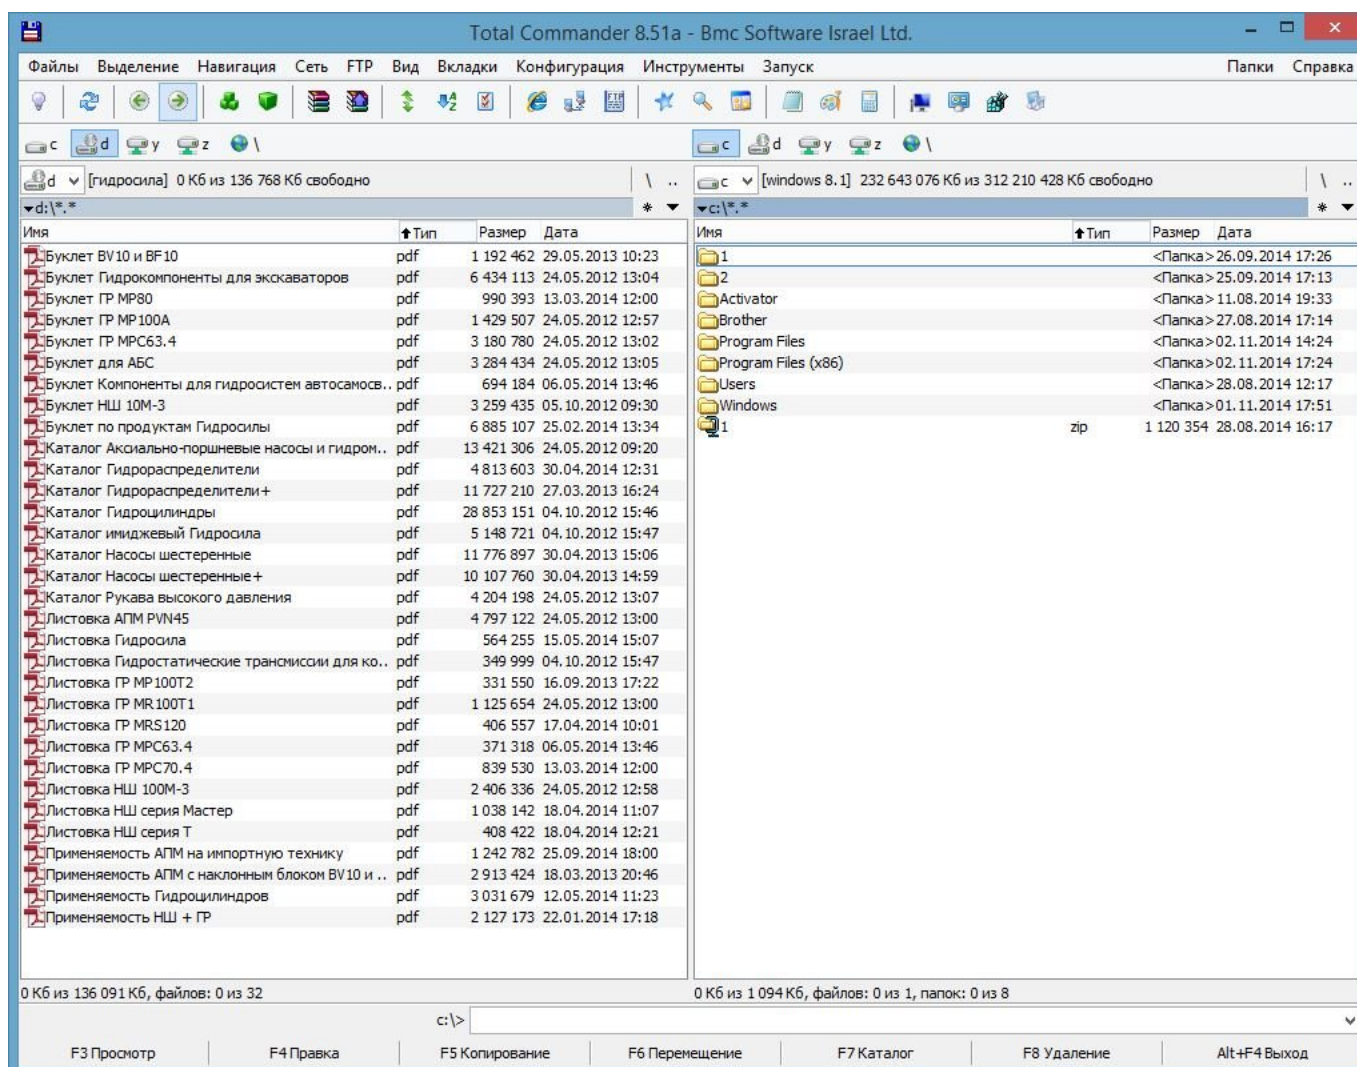 Total Commander 8.51a - Bmc Software Israel Ltd.
Файлы Выделение Навигация Сеть FTP Вид Вкладки Конфигурация Инструменты Запуск Папки Справка
c d y z \ c d y z \
d [гидросила] 0 Кб из 136 768 Кб свободно \ .. c [windows 8.1] 232 643 076 Кб из 312 210 428 Кб свободно \ ..
d:\*.* * c:\*.* *
Имя Тип Размер Дата Имя Тип Размер Дата
Буклет BV10 и BF10 pdf 1 192 462 29.05.2013 10:23 1 <Папка> 26.09.2014 17:26
Буклет Гидрокомпоненты для экскаваторов pdf 6 434 113 24.05.2012 13:04 2 <Папка> 25.09.2014 17:13
Буклет ГР МР80 pdf 990 393 13.03.2014 12:00 Activator <Папка> 11.08.2014 19:33
Буклет ГР МР100А pdf 1 429 507 24.05.2012 12:57 Brother <Папка> 27.08.2014 17:14
Буклет ГР МРС63.4 pdf 3 180 780 24.05.2012 13:02 Program Files <Папка> 02.11.2014 14:24
Буклет для АБС pdf 3 284 434 24.05.2012 13:05 Program Files (x86) <Папка> 02.11.2014 17:24
Буклет Компоненты для гидросистем автосамосв.. pdf 694 184 06.05.2014 13:46 Users <Папка> 28.08.2014 12:17
Буклет НШ 10М-3 pdf 3 259 435 05.10.2012 09:30 Windows <Папка> 01.11.2014 17:51
Буклет по продуктам Гидросилы pdf 6 885 107 25.02.2014 13:34 1 zip 1 120 354 28.08.2014 16:17
Каталог Аксиально-поршневые насосы и гидром.. pdf 13 421 306 24.05.2012 09:20
Каталог Гидрораспределители pdf 4 813 603 30.04.2014 12:31
Каталог Гидрораспределители+ pdf 11 727 210 27.03.2013 16:24
Каталог Гидроцилиндры pdf 28 853 151 04.10.2012 15:46
Каталог имиджевый Гидросила pdf 5 148 721 04.10.2012 15:47
Каталог Насосы шестеренные pdf 11 776 897 30.04.2013 15:06
Каталог Насосы шестеренные+ pdf 10 107 760 30.04.2013 14:59
Каталог Рукава высокого давления pdf 4 204 198 24.05.2012 13:07
Листовка АПМ PVN45 pdf 4 797 122 24.05.2012 13:00
Листовка Гидросила pdf 564 255 15.05.2014 15:07
Листовка Гидростатические трансмиссии для ко.. pdf 349 999 04.10.2012 15:47
Листовка ГР МР100Т2 pdf 331 550 16.09.2013 17:22
Листовка ГР MR100T1 pdf 1 125 654 24.05.2012 13:00
Листовка ГР MRS120 pdf 406 557 17.04.2014 10:01
Листовка ГР МРС63.4 pdf 371 318 06.05.2014 13:46
Листовка ГР МРС70.4 pdf 839 530 13.03.2014 12:00
Листовка НШ 100М-3 pdf 2 406 336 24.05.2012 12:58
Листовка НШ серия Мастер pdf 1 038 142 18.04.2014 11:07
Листовка НШ серия Т pdf 408 422 18.04.2014 12:21
Применяемость АПМ на импортную технику pdf 1 242 782 25.09.2014 18:00
Применяемость АПМ с наклонным блоком BV10 и .. pdf 2 913 424 18.03.2013 20:46
Применяемость Гидроцилиндров pdf 3 031 679 12.05.2014 11:23
Применяемость НШ + ГР pdf 2 127 173 22.01.2014 17:18
0 Кб из 136 091 Кб, файлов: 0 из 32 0 Кб из 1 094 Кб, файлов: 0 из 1, папок: 0 из 8
c:\>
F3 Просмотр F4 Правка F5 Копирование F6 Перемещение F7 Каталог F8 Удаление Alt+F4 Выход